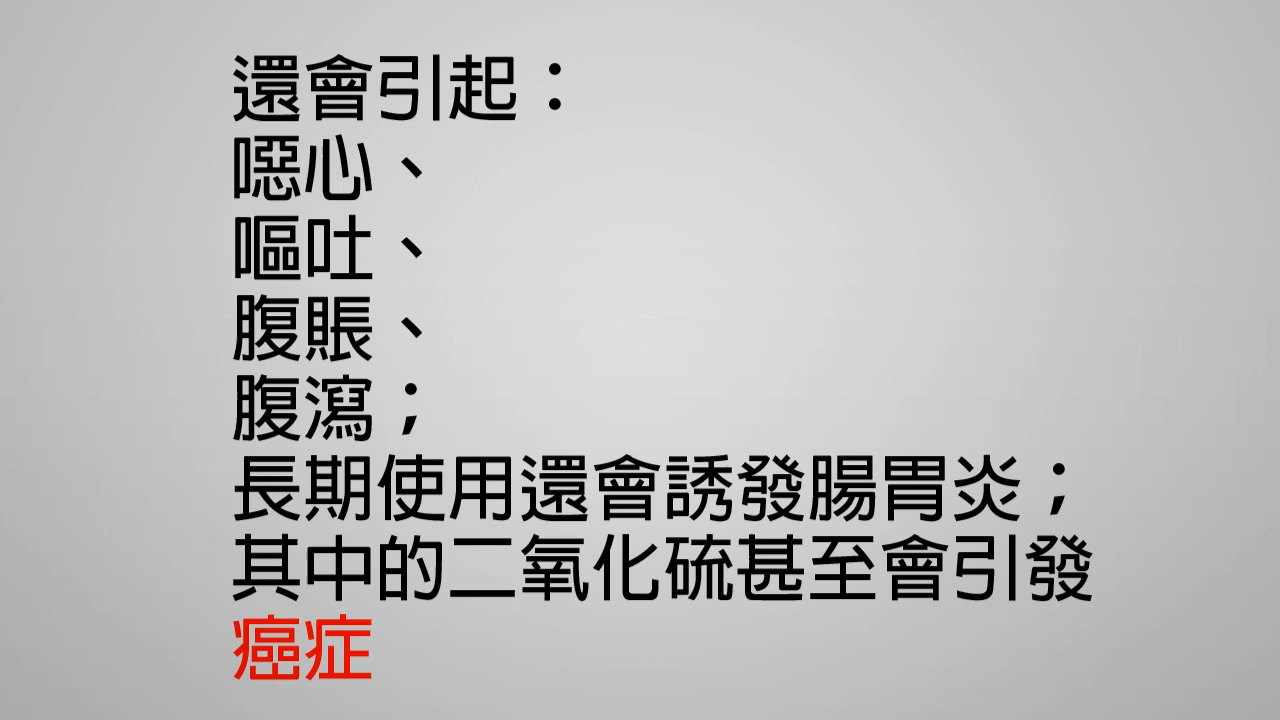 還會引起：
噁心、
嘔吐、
腹賬、
腹瀉；
長期使用還會誘發腸胃炎；
其中的二氧化硫甚至會引發
癌症